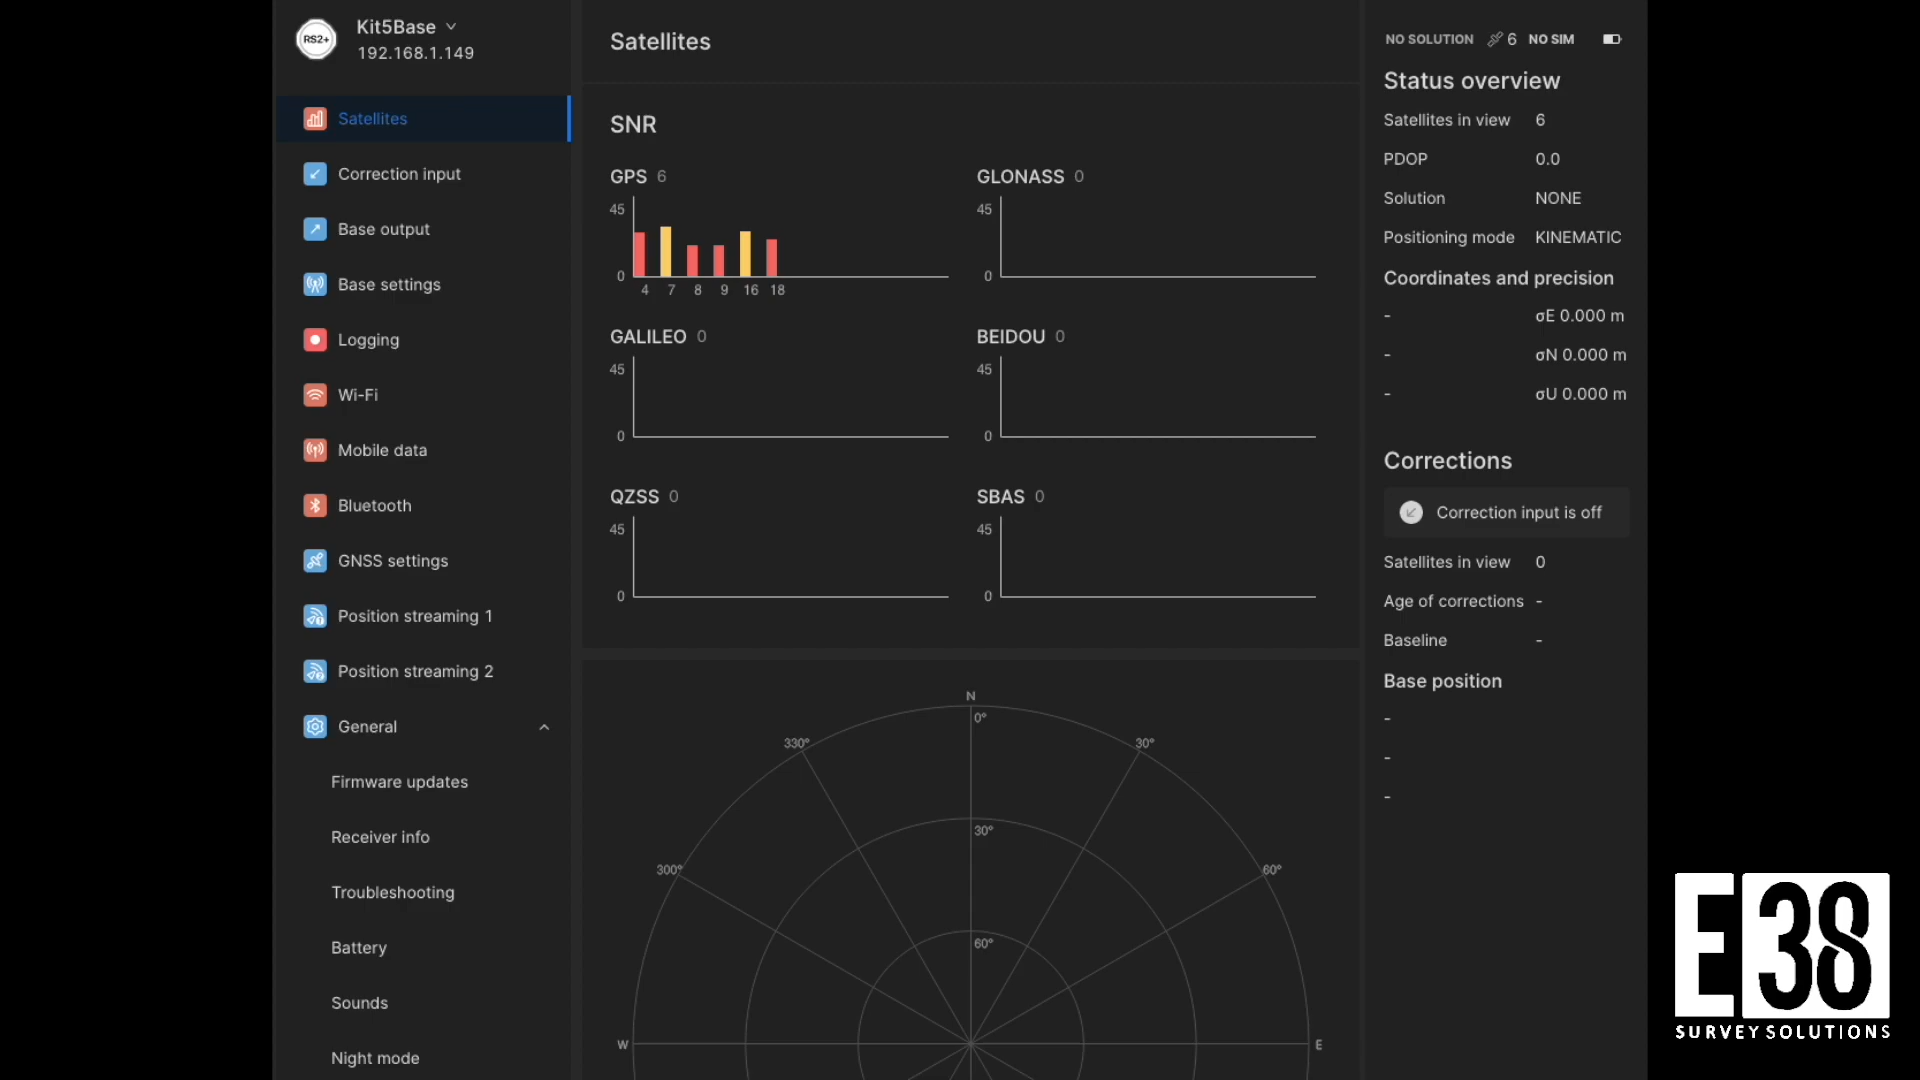 RS2+
Kit5Base
192.168.1.149
Satellites
Correction input
Base output
Base settings
Logging
Wi-Fi
Mobile data
Bluetooth
GNSS settings
Position streaming 1
Position streaming 2
General
Firmware updates
Receiver info
Troubleshooting
Battery
Sounds
Night mode
Satellites
SNR
GPS 6
45
0
4 7 8 9 16 18
GLONASS 0
45
0
GALILEO 0
45
0
BEIDOU 0
45
0
QZSS 0
45
0
SBAS 0
45
0
N
0°
330°
30°
30°
300°
60°
60°
W
E
NO SOLUTION 6 NO SIM
Status overview
Satellites in view 6
PDOP 0.0
Solution NONE
Positioning mode KINEMATIC
Coordinates and precision
- σE 0.000 m
- σN 0.000 m
- σU 0.000 m
Corrections
Correction input is off
Satellites in view 0
Age of corrections -
Baseline -
Base position
-
-
-
E38
SURVEY SOLUTIONS